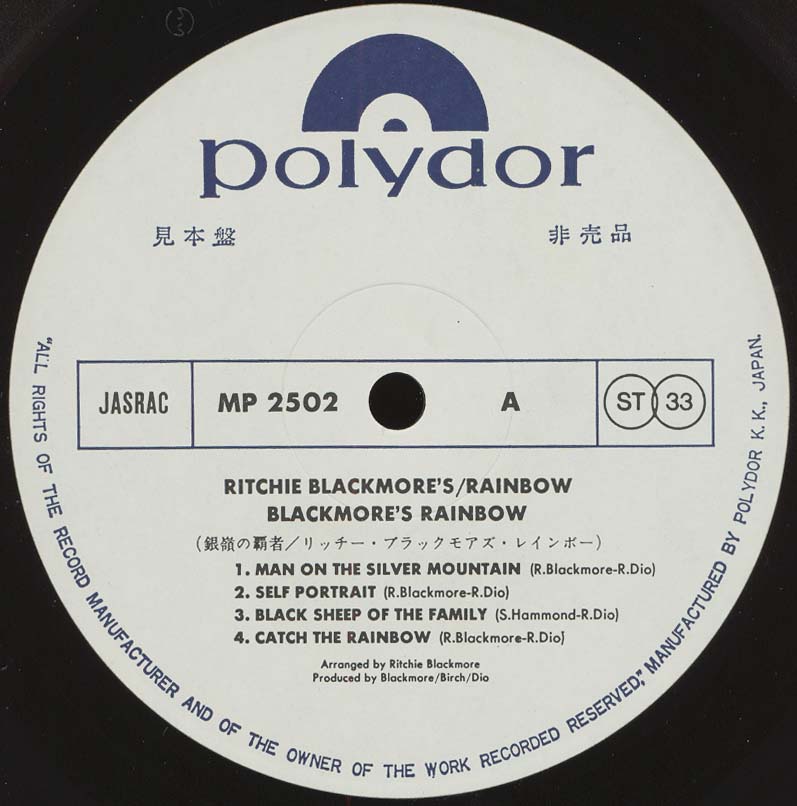 polydor
見本盤 非売品
JASRAC MP 2502 A ST 33
RITCHIE BLACKMORE'S/RAINBOW
BLACKMORE'S RAINBOW
(銀嶺の覇者/リッチー・ブラックモアズ・レインボー)
1. MAN ON THE SILVER MOUNTAIN (R.Blackmore-R.Dio)
2. SELF PORTRAIT (R.Blackmore-R.Dio)
3. BLACK SHEEP OF THE FAMILY (S.Hammond-R.Dio)
4. CATCH THE RAINBOW (R.Blackmore-R.Dio)
Arranged by Ritchie Blackmore
Produced by Blackmore/Birch/Dio
"ALL RIGHTS OF THE RECORD MANUFACTURER AND OF THE OWNER OF THE WORK RECORDED RESERVED," MANUFACTURED BY POLYDOR K.K., JAPAN.